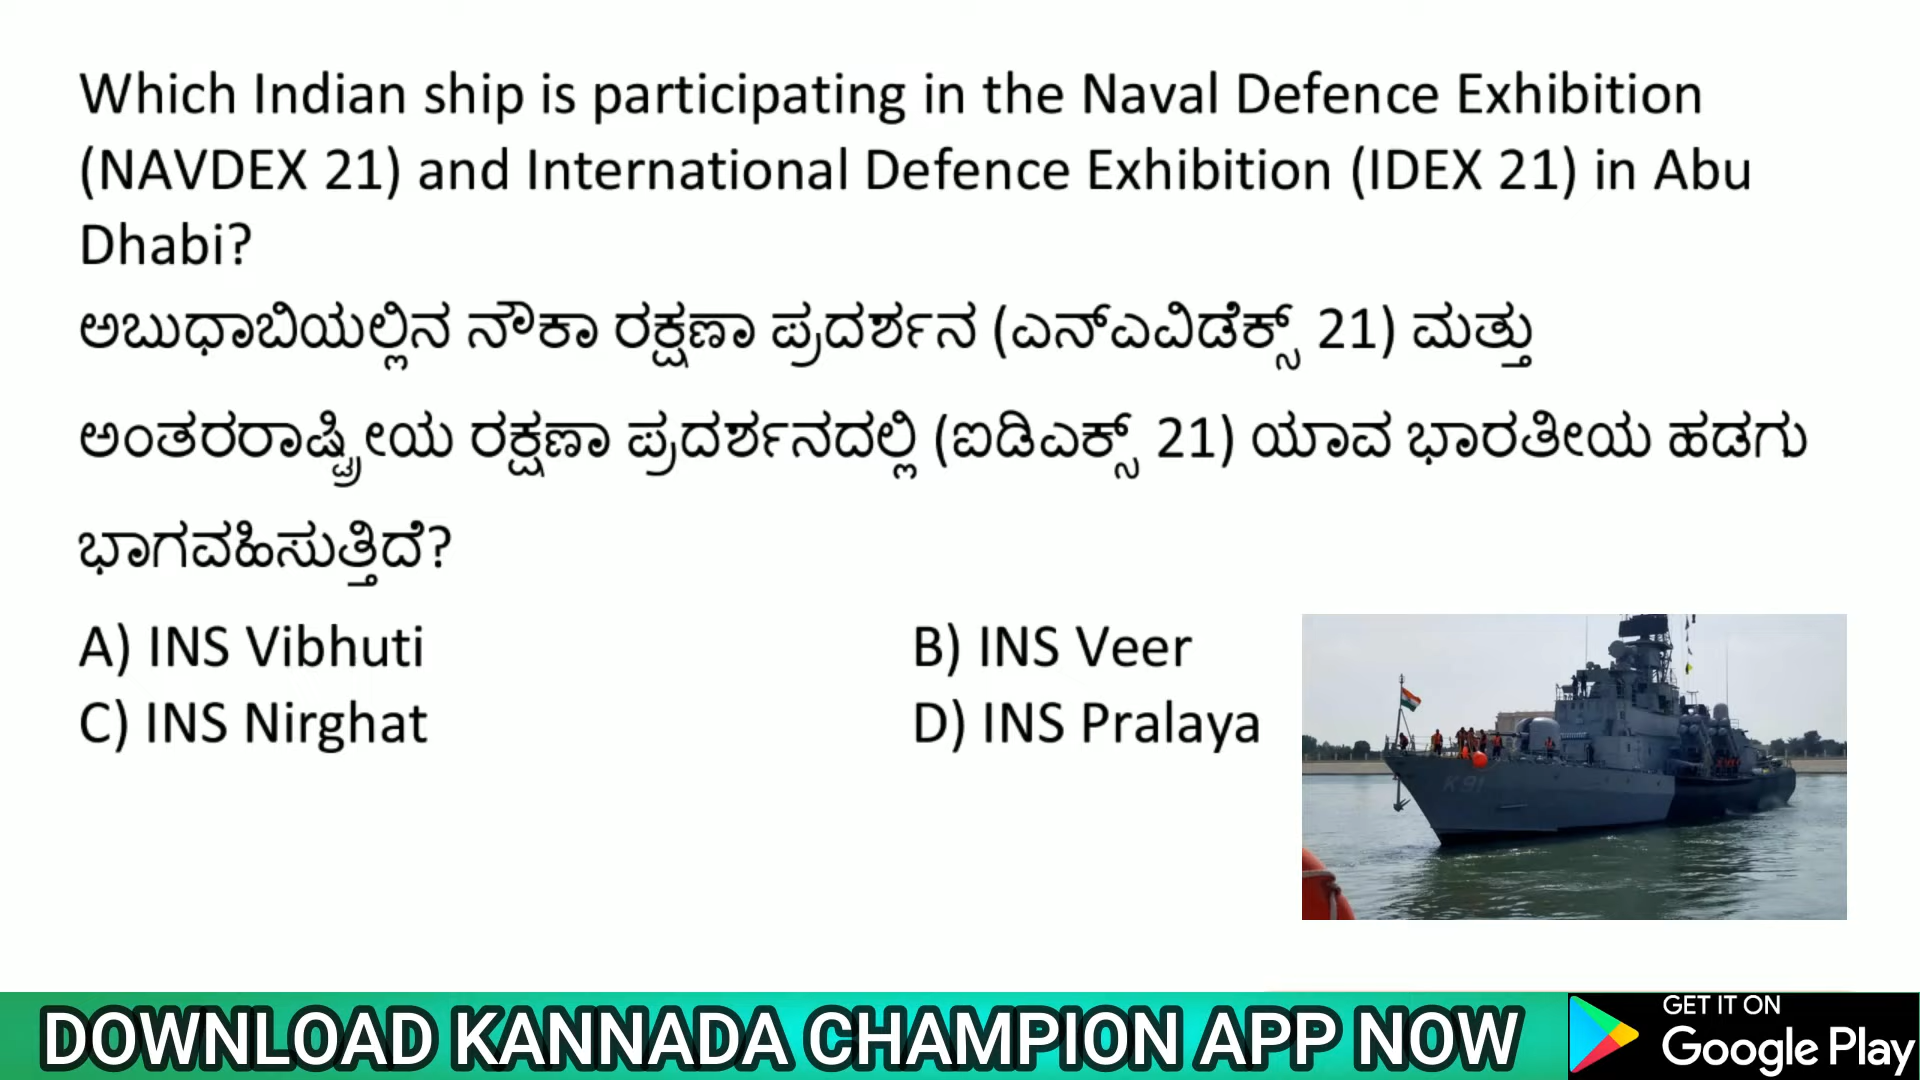 Which Indian ship is participating in the Naval Defence Exhibition
(NAVDEX 21) and International Defence Exhibition (IDEX 21) in Abu
Dhabi?
ಅಬುಧಾಬಿಯಲ್ಲಿನ ನೌಕಾ ರಕ್ಷಣಾ ಪ್ರದರ್ಶನ (ಎನ್ಎವಿಡೆಕ್ಸ್ 21) ಮತ್ತು
ಅಂತರರಾಷ್ಟ್ರೀಯ ರಕ್ಷಣಾ ಪ್ರದರ್ಶನದಲ್ಲಿ (ಐಡಿಎಕ್ಸ್ 21) ಯಾವ ಭಾರತೀಯ ಹಡಗು
ಭಾಗವಹಿಸುತ್ತಿದೆ?
A) INS Vibhuti B) INS Veer
C) INS Nirghat D) INS Pralaya
K91
DOWNLOAD KANNADA CHAMPION APP NOW
GET IT ON
Google Play